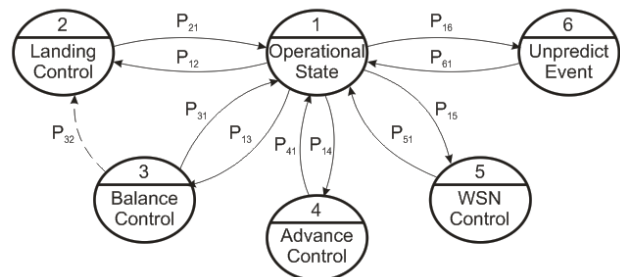 2
Landing
Control
P21
P12
1
Operational
State
P16
P61
6
Unpredict
Event
P32
P31
P13
P41
P14
P51
P15
3
Balance
Control
4
Advance
Control
5
WSN
Control